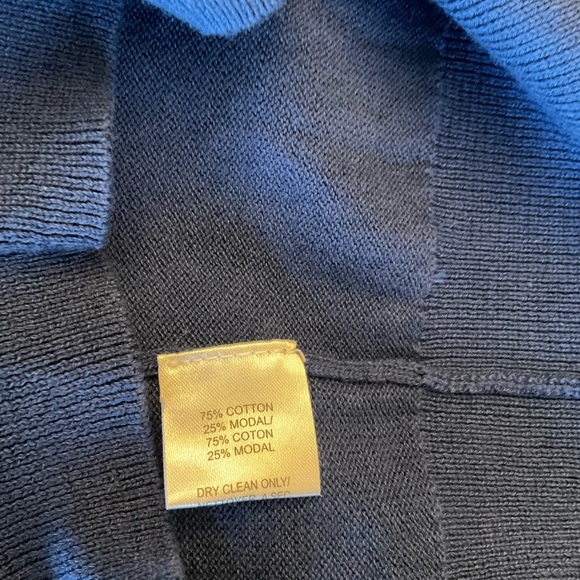 75% COTTON
25% MODAL/
75% COTON
25% MODAL
DRY CLEAN ONLY/